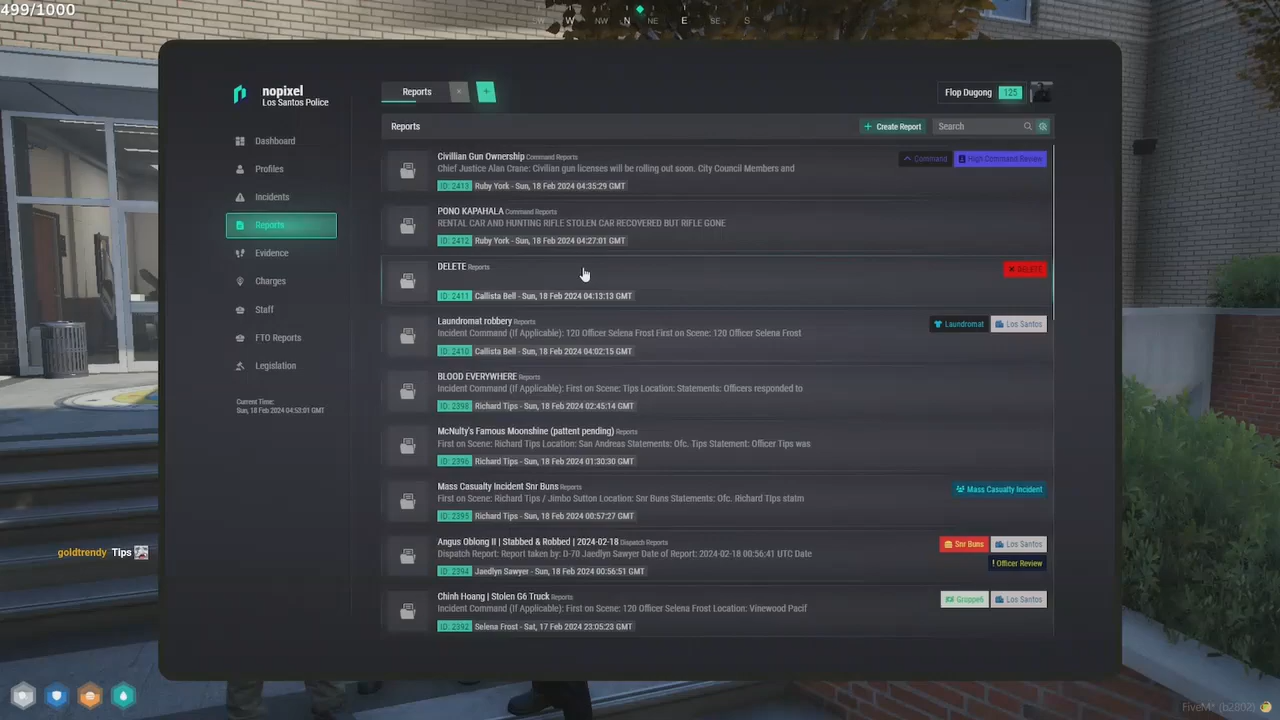 499/1000
W NW N NE E SE S
nopixel
Los Santos Police
Reports
Flop Dugong 125
Dashboard
Profiles
Incidents
Reports
Evidence
Charges
Staff
FTO Reports
Legislation
Current Time:
Sun, 18 Feb 2024 04:53:01 GMT
Reports
Create Report
Search
Civillian Gun Ownership Command Reports
Chief Justice Alan Crane: Civilian gun licenses will be rolling out soon. City Council Members and
ID: 2413 Ruby York - Sun, 18 Feb 2024 04:35:29 GMT
Command
High Command Review
PONO KAPAHALA Command Reports
RENTAL CAR AND HUNTING RIFLE STOLEN CAR RECOVERED BUT RIFLE GONE
ID: 2412 Ruby York - Sun, 18 Feb 2024 04:27:01 GMT
DELETE Reports
ID: 2411 Callista Bell - Sun, 18 Feb 2024 04:13:13 GMT
DELETE
Laundromat robbery Reports
Incident Command (If Applicable): 120 Officer Selena Frost First on Scene: 120 Officer Selena Frost
ID: 2410 Callista Bell - Sun, 18 Feb 2024 04:02:15 GMT
Laundromat
Los Santos
BLOOD EVERYWHERE Reports
Incident Command (If Applicable): First on Scene: Tips Location: Statements: Officers responded to
ID: 2398 Richard Tips - Sun, 18 Feb 2024 02:45:14 GMT
McNulty's Famous Moonshine (pattent pending) Reports
First on Scene: Richard Tips Location: San Andreas Statements: Ofc. Tips Statement: Officer Tips was
ID: 2396 Richard Tips - Sun, 18 Feb 2024 01:30:30 GMT
Mass Casualty Incident Snr Buns Reports
First on Scene: Richard Tips / Jimbo Sutton Location: Snr Buns Statements: Ofc. Richard Tips statm
ID: 2395 Richard Tips - Sun, 18 Feb 2024 00:57:27 GMT
Mass Casualty Incident
Angus Oblong II | Stabbed & Robbed | 2024-02-18 Dispatch Reports
Dispatch Report: Report taken by: D-70 Jaedlyn Sawyer Date of Report: 2024-02-18 00:56:41 UTC Date
ID: 2394 Jaedlyn Sawyer - Sun, 18 Feb 2024 00:56:51 GMT
Snr Buns
Los Santos
! Officer Review
Chinh Hoang | Stolen G6 Truck Reports
Incident Command (If Applicable): First on Scene: 120 Officer Selena Frost Location: Vinewood Pacif
ID: 2392 Selena Frost - Sat, 17 Feb 2024 23:05:23 GMT
Gruppe6
Los Santos
goldtrendy Tips
FiveM* (b2802)